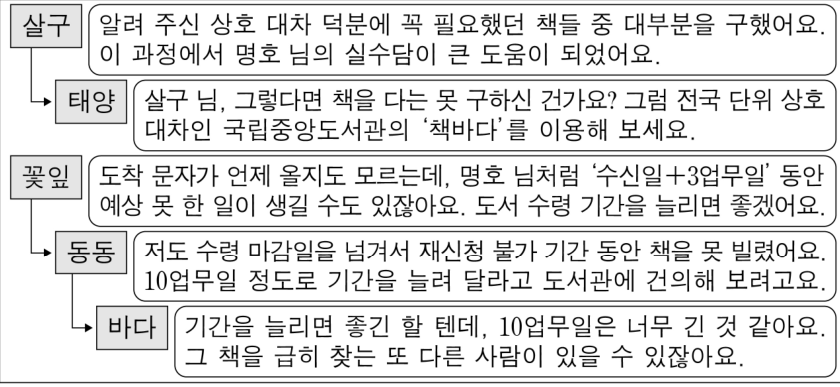 살구
알려 주신 상호 대차 덕분에 꼭 필요했던 책들 중 대부분을 구했어요.
이 과정에서 명호 님의 실수담이 큰 도움이 되었어요.
태양
살구 님, 그렇다면 책을 다는 못 구하신 건가요? 그럼 전국 단위 상호
대차인 국립중앙도서관의 ‘책바다’를 이용해 보세요.
꽃잎
도착 문자가 언제 올지도 모르는데, 명호 님처럼 ‘수신일+3업무일’ 동안
예상 못 한 일이 생길 수도 있잖아요. 도서 수령 기간을 늘리면 좋겠어요.
동동
저도 수령 마감일을 넘겨서 재신청 불가 기간 동안 책을 못 빌렸어요.
10업무일 정도로 기간을 늘려 달라고 도서관에 건의해 보려고요.
바다
기간을 늘리면 좋긴 할 텐데, 10업무일은 너무 긴 것 같아요.
그 책을 급히 찾는 또 다른 사람이 있을 수 있잖아요.